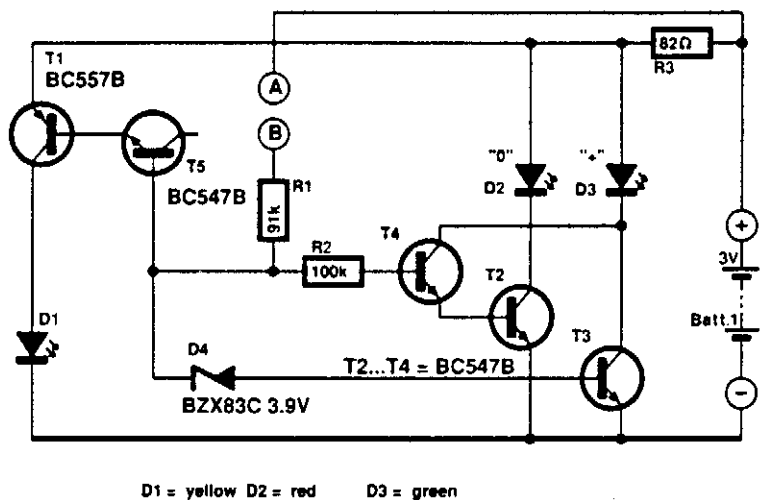 T1
BC557B
82Ω
R3
A
B
T5
BC547B
R1
91k
"0"
D2
"+"
D3
R2
100k
T4
T2
T3
+
3V
Batt.1
−
D1
D4
BZX83C 3.9V
T2...T4 = BC547B
D1 = yellow D2 = red D3 = green